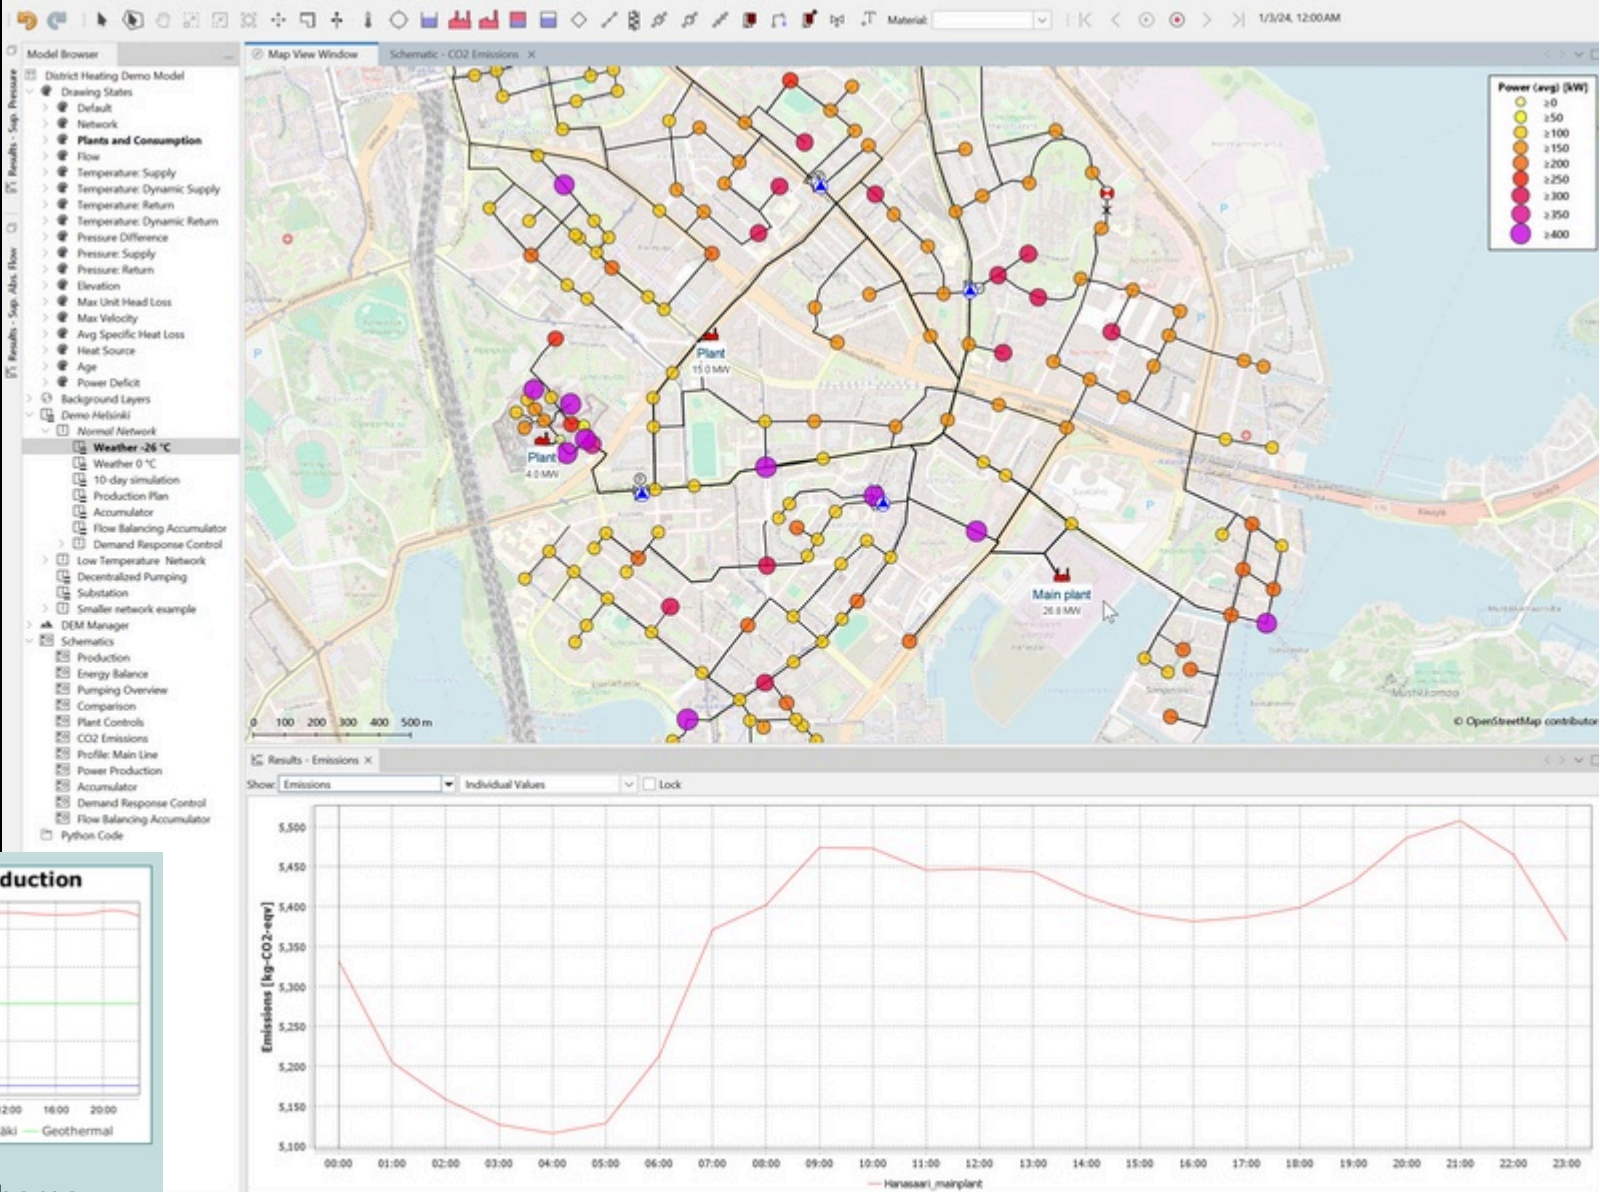 Material:
1/3/24, 12:00 AM
Results - Sup. Pressure
Results - Sup. Abs. Flow
Model Browser
District Heating Demo Model
Drawing States
Default
Network
Plants and Consumption
Flow
Temperature: Supply
Temperature: Dynamic Supply
Temperature: Return
Temperature: Dynamic Return
Pressure Difference
Pressure: Supply
Pressure: Return
Elevation
Max Unit Head Loss
Max Velocity
Avg Specific Heat Loss
Heat Source
Age
Power Deficit
Background Layers
Demo Helsinki
Normal Network
Weather -26 °C
Weather 0 °C
10-day simulation
Production Plan
Accumulator
Flow Balancing Accumulator
Demand Response Control
Low Temperature Network
Decentralized Pumping
Substation
Smaller network example
DEM Manager
Schematics
Production
Energy Balance
Pumping Overview
Comparison
Plant Controls
CO2 Emissions
Profile: Main Line
Power Production
Accumulator
Demand Response Control
Flow Balancing Accumulator
Python Code
Map View Window
Schematic - CO2 Emissions
Power (avg) [kW]
≥0
≥50
≥100
≥150
≥200
≥250
≥300
≥350
≥400
Plant
15.0 MW
Plant
4.0 MW
Main plant
26.8 MW
Mustikkamaa
0 100 200 300 400 500 m
© OpenStreetMap contributor
Results - Emissions
Show: Emissions Individual Values Lock
Emissions [kg-CO2-eqv]
5,500
5,450
5,400
5,350
5,300
5,250
5,200
5,150
5,100
00:00 01:00 02:00 03:00 04:00 05:00 06:00 07:00 08:00 09:00 10:00 11:00 12:00 13:00 14:00 15:00 16:00 17:00 18:00 19:00 20:00 21:00 22:00 23:00
Hanasaari_mainplant
duction
12:00 16:00 20:00
äki Geothermal